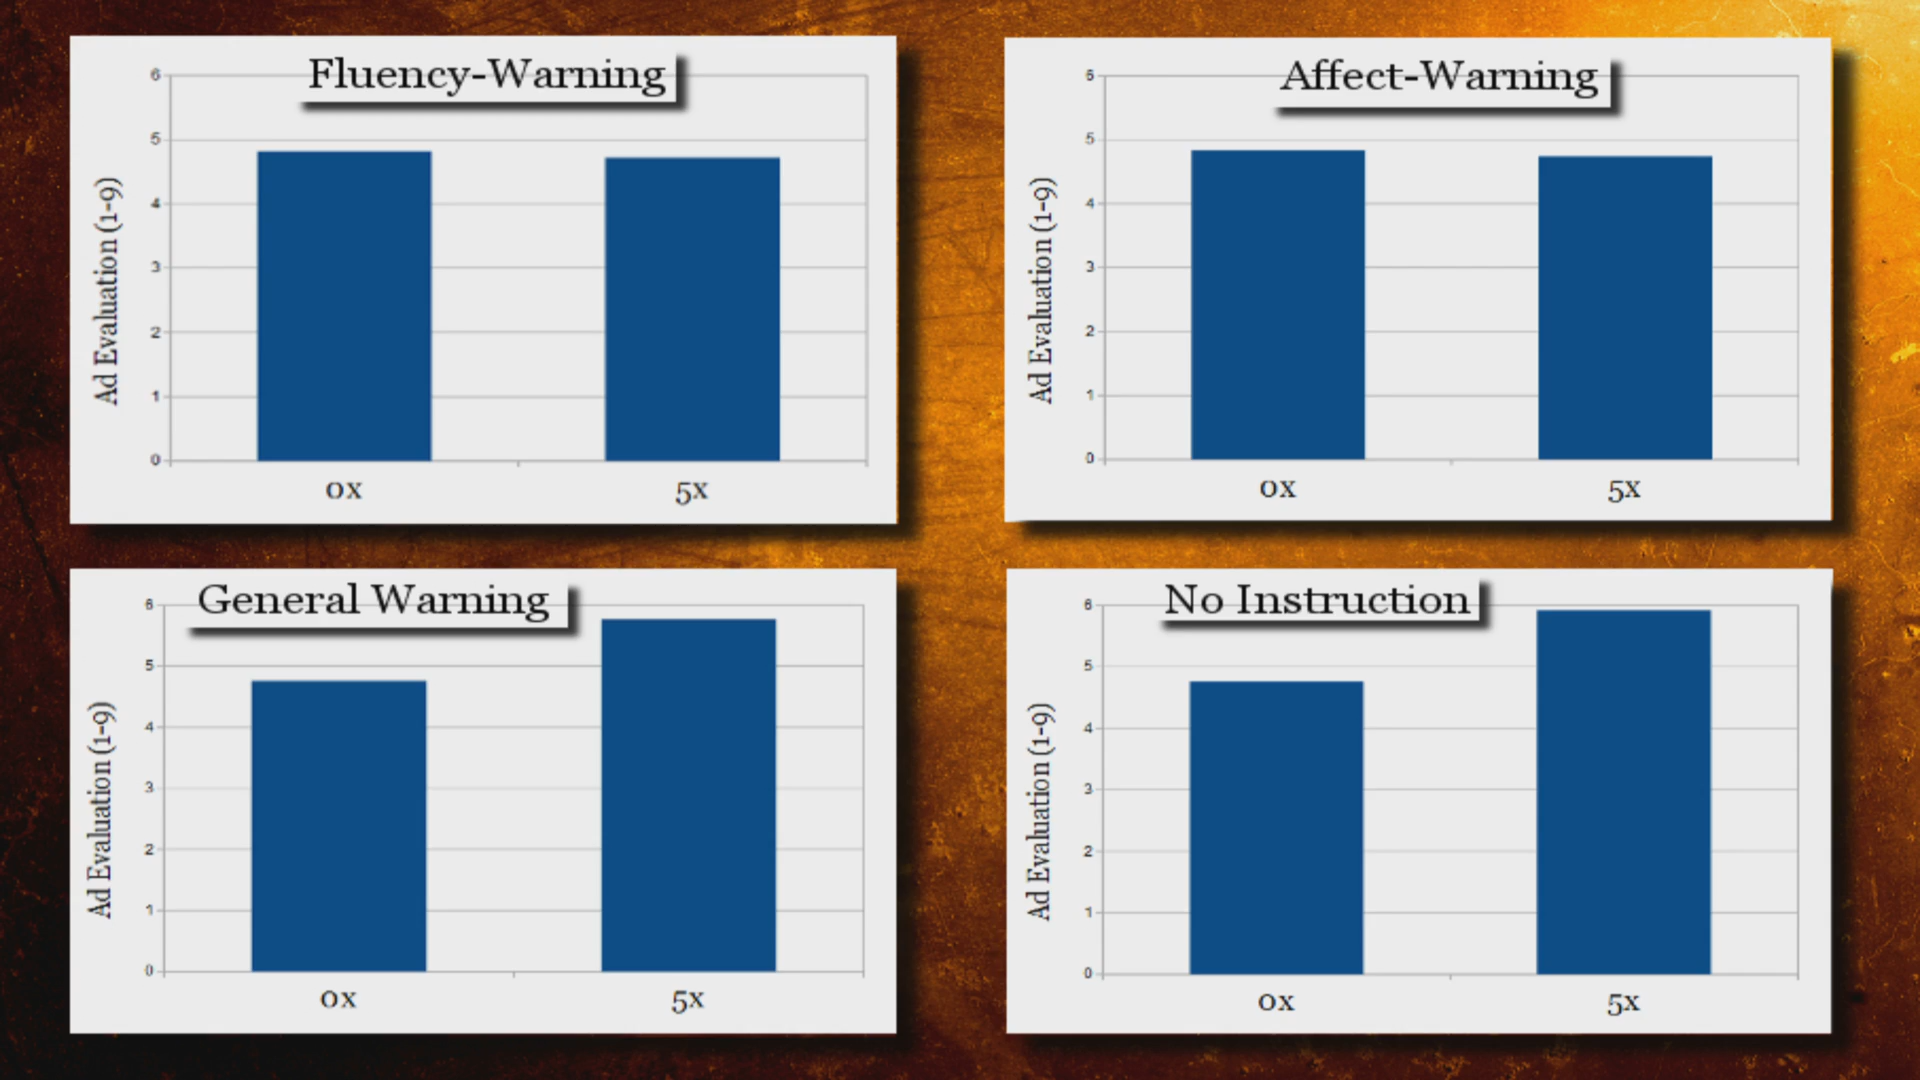 Fluency-Warning
6
5
4
3
2
1
0
Ad Evaluation (1-9)
0x
5x
Affect-Warning
6
5
4
3
2
1
0
Ad Evaluation (1-9)
0x
5x
General Warning
6
5
4
3
2
1
0
Ad Evaluation (1-9)
0x
5x
No Instruction
6
5
4
3
2
1
0
Ad Evaluation (1-9)
0x
5x